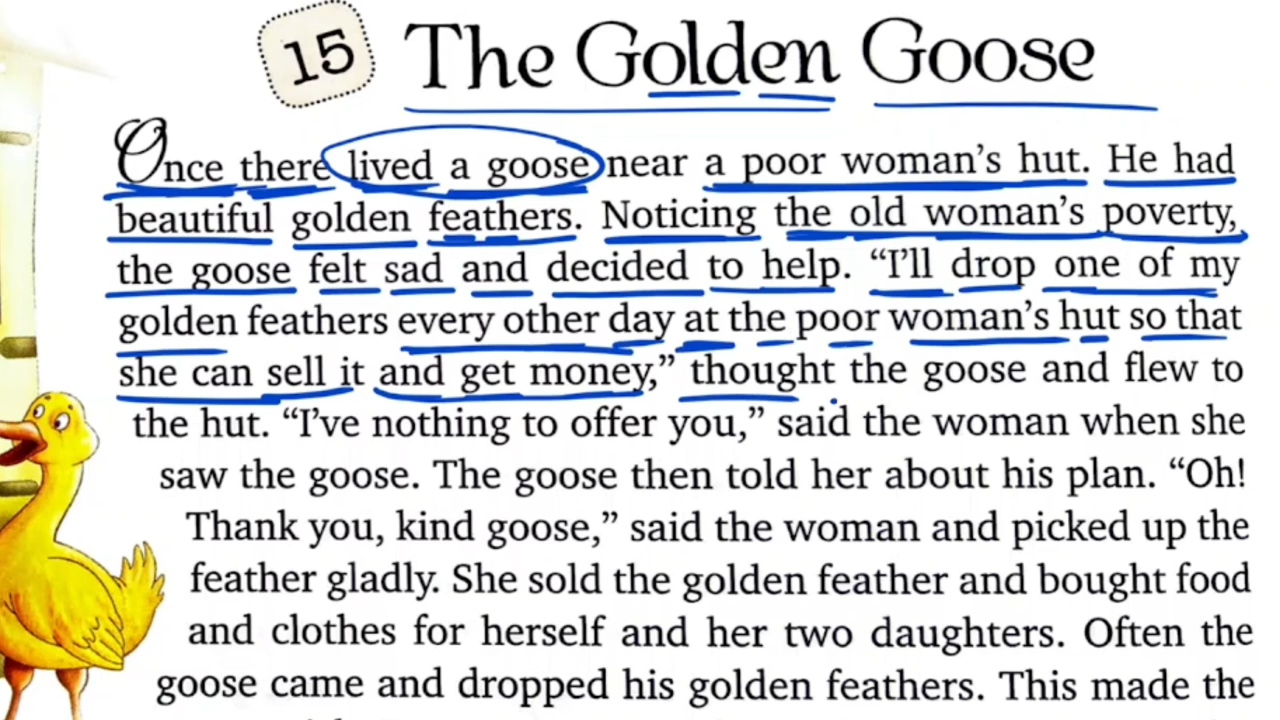 15 The Golden Goose
Once there lived a goose near a poor woman's hut. He had
beautiful golden feathers. Noticing the old woman's poverty,
the goose felt sad and decided to help. “I'll drop one of my
golden feathers every other day at the poor woman's hut so that
she can sell it and get money,” thought the goose and flew to
the hut. “I've nothing to offer you,” said the woman when she
saw the goose. The goose then told her about his plan. “Oh!
Thank you, kind goose,” said the woman and picked up the
feather gladly. She sold the golden feather and bought food
and clothes for herself and her two daughters. Often the
goose came and dropped his golden feathers. This made the